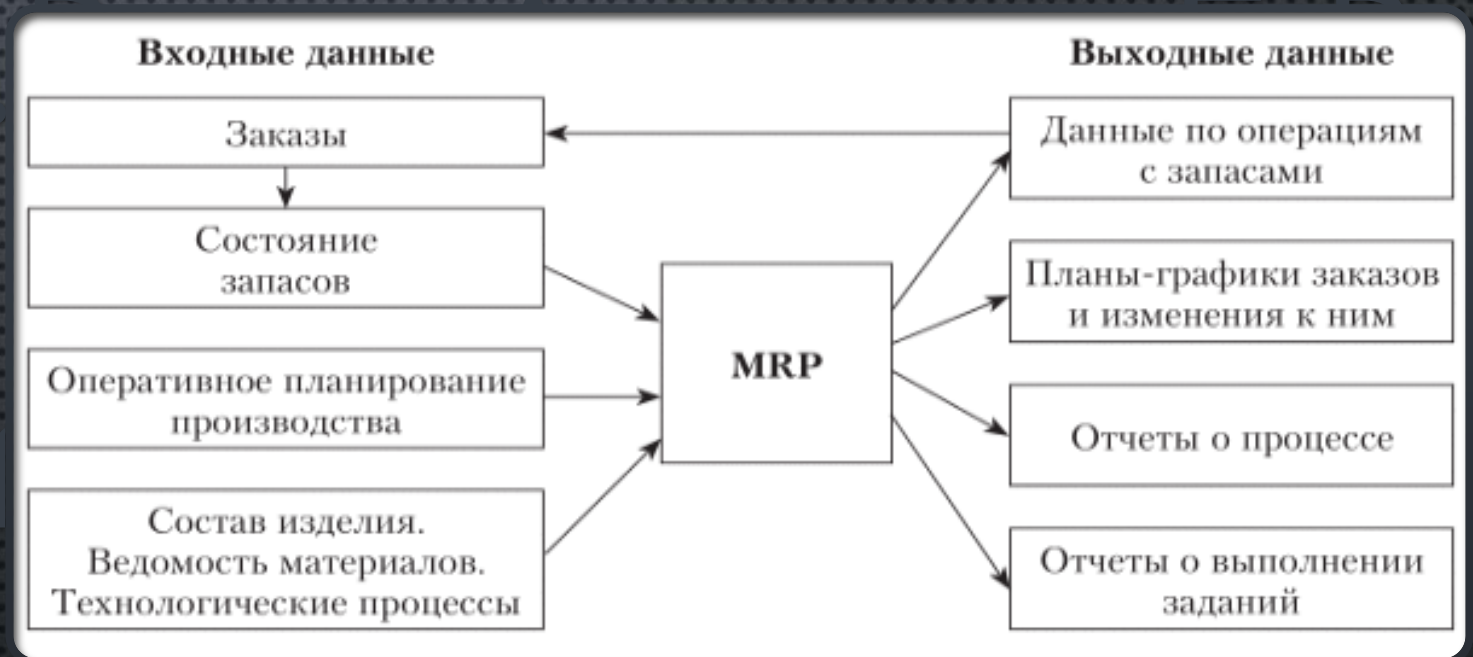 Входные данные
Заказы
Состояние
запасов
Оперативное планирование
производства
Состав изделия.
Ведомость материалов.
Технологические процессы
MRP
Выходные данные
Данные по операциям
с запасами
Планы-графики заказов
и изменения к ним
Отчеты о процессе
Отчеты о выполнении
заданий